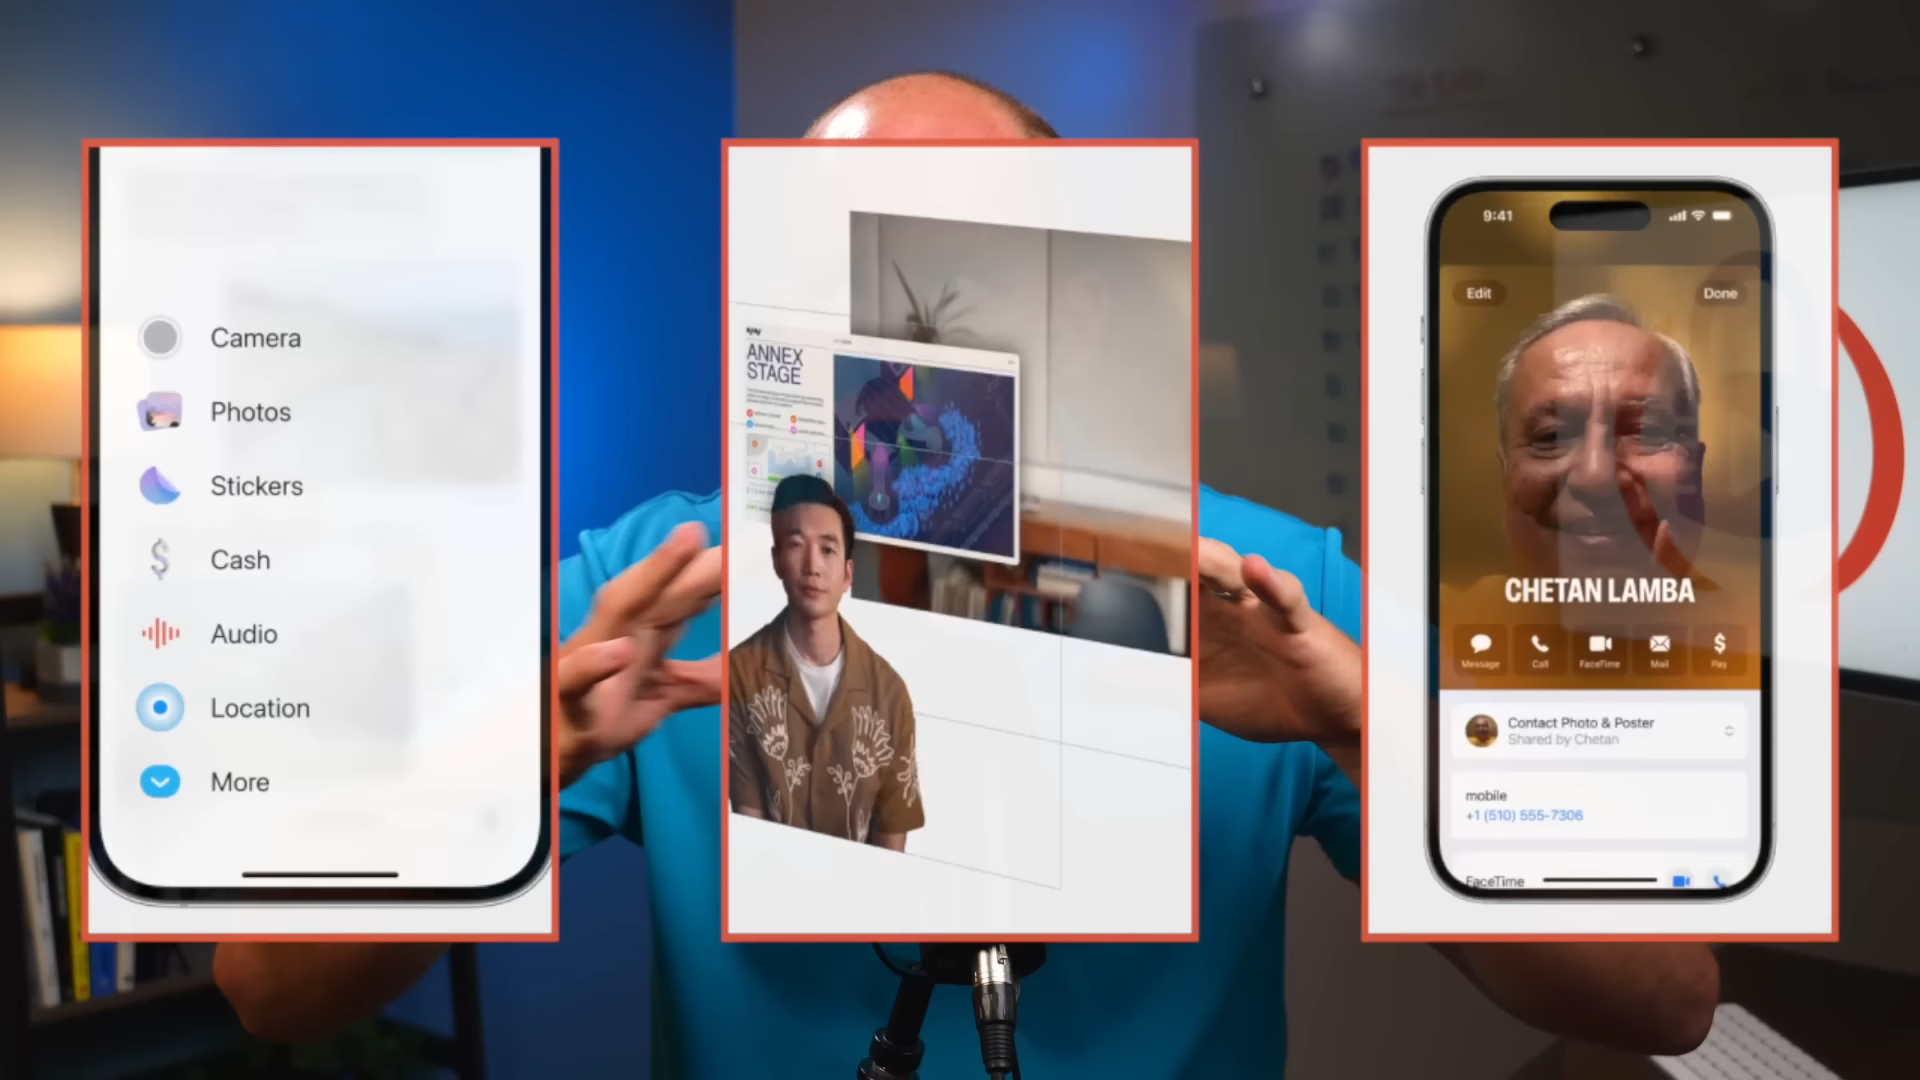 Camera
Photos
Stickers
Cash
Audio
Location
More
ANNEX
STAGE
9:41
Edit
Done
CHETAN LAMBA
Message
Call
FaceTime
Mail
Pay
Contact Photo & Poster
Shared by Chetan
mobile
+1 (510) 555-7306
FaceTime